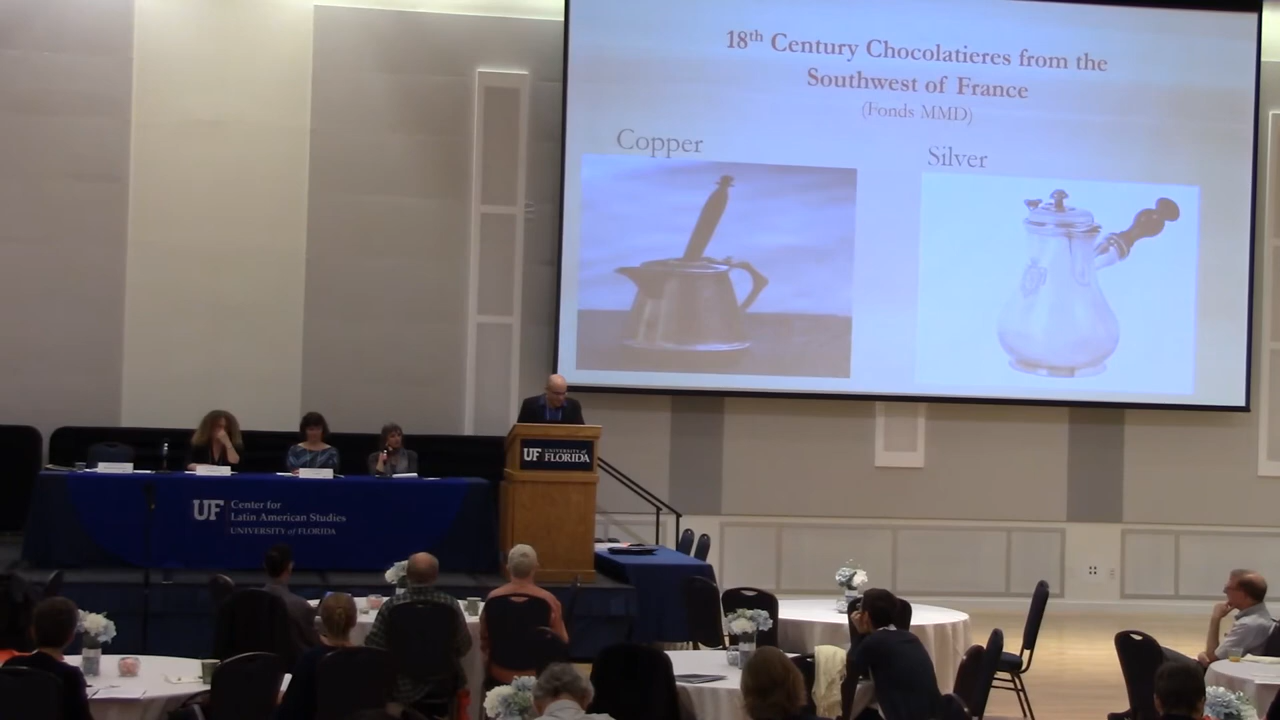 18th Century Chocolatieres from the
Southwest of France
(Fonds MMD)
Copper
Silver
UF UNIVERSITY of
FLORIDA
UF Center for
Latin American Studies
UNIVERSITY of FLORIDA